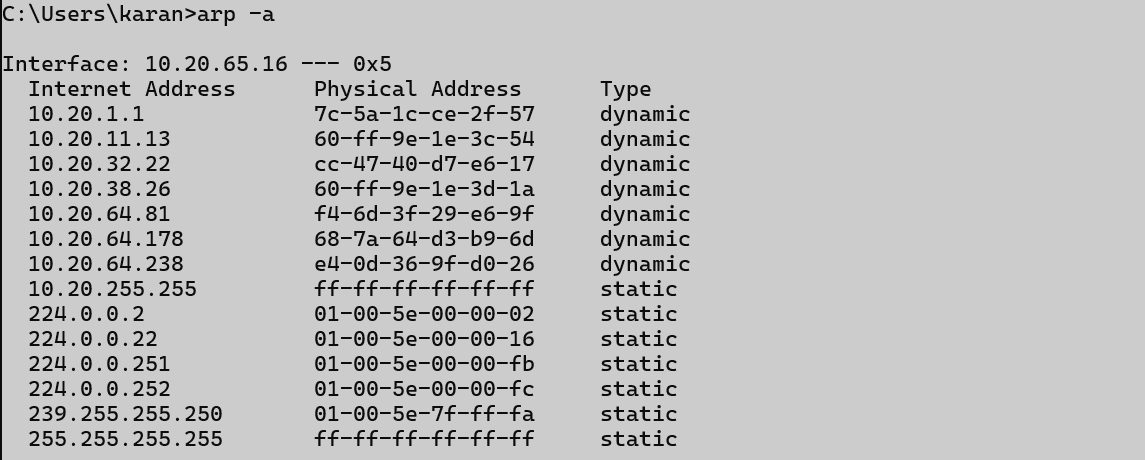 C:\Users\karan>arp -a
Interface: 10.20.65.16 --- 0x5
Internet Address Physical Address Type
10.20.1.1 7c-5a-1c-ce-2f-57 dynamic
10.20.11.13 60-ff-9e-1e-3c-54 dynamic
10.20.32.22 cc-47-40-d7-e6-17 dynamic
10.20.38.26 60-ff-9e-1e-3d-1a dynamic
10.20.64.81 f4-6d-3f-29-e6-9f dynamic
10.20.64.178 68-7a-64-d3-b9-6d dynamic
10.20.64.238 e4-0d-36-9f-d0-26 dynamic
10.20.255.255 ff-ff-ff-ff-ff-ff static
224.0.0.2 01-00-5e-00-00-02 static
224.0.0.22 01-00-5e-00-00-16 static
224.0.0.251 01-00-5e-00-00-fb static
224.0.0.252 01-00-5e-00-00-fc static
239.255.255.250 01-00-5e-7f-ff-fa static
255.255.255.255 ff-ff-ff-ff-ff-ff static